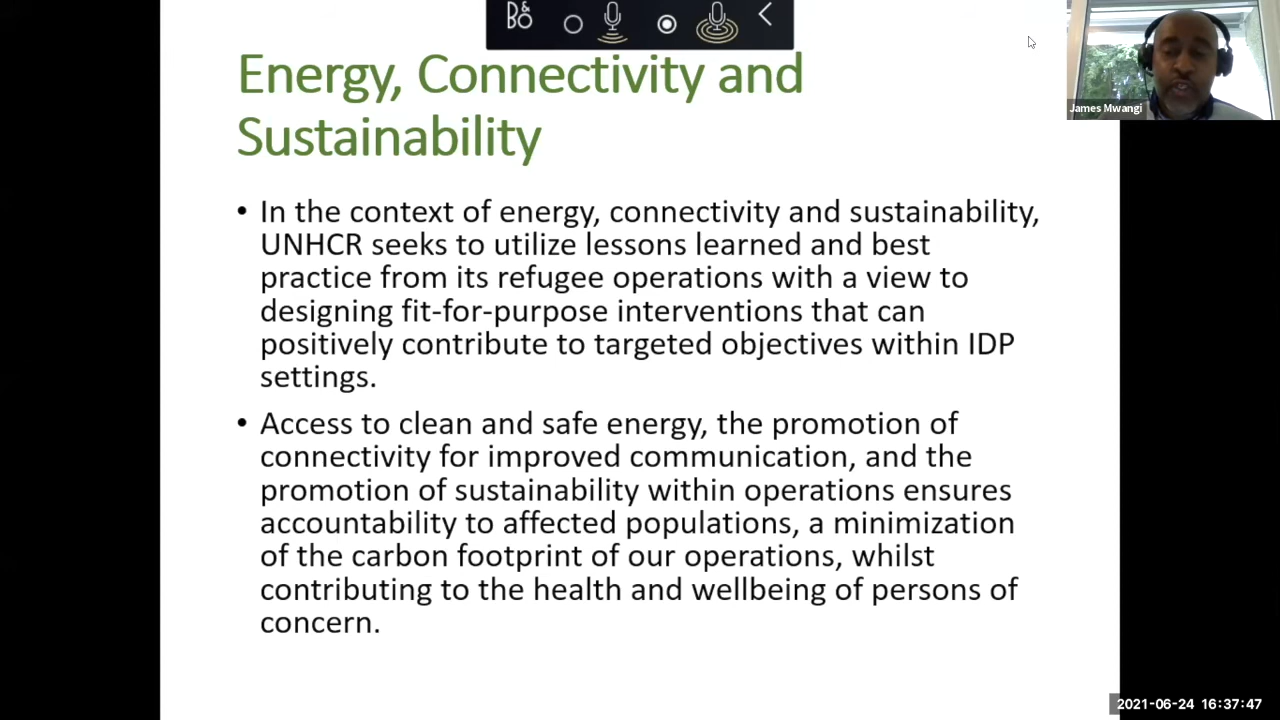 B&O
Energy, Connectivity and
Sustainability
James Mwangi
• In the context of energy, connectivity and sustainability,
UNHCR seeks to utilize lessons learned and best
practice from its refugee operations with a view to
designing fit-for-purpose interventions that can
positively contribute to targeted objectives within IDP
settings.
• Access to clean and safe energy, the promotion of
connectivity for improved communication, and the
promotion of sustainability within operations ensures
accountability to affected populations, a minimization
of the carbon footprint of our operations, whilst
contributing to the health and wellbeing of persons of
concern.
2021-06-24 16:37:47